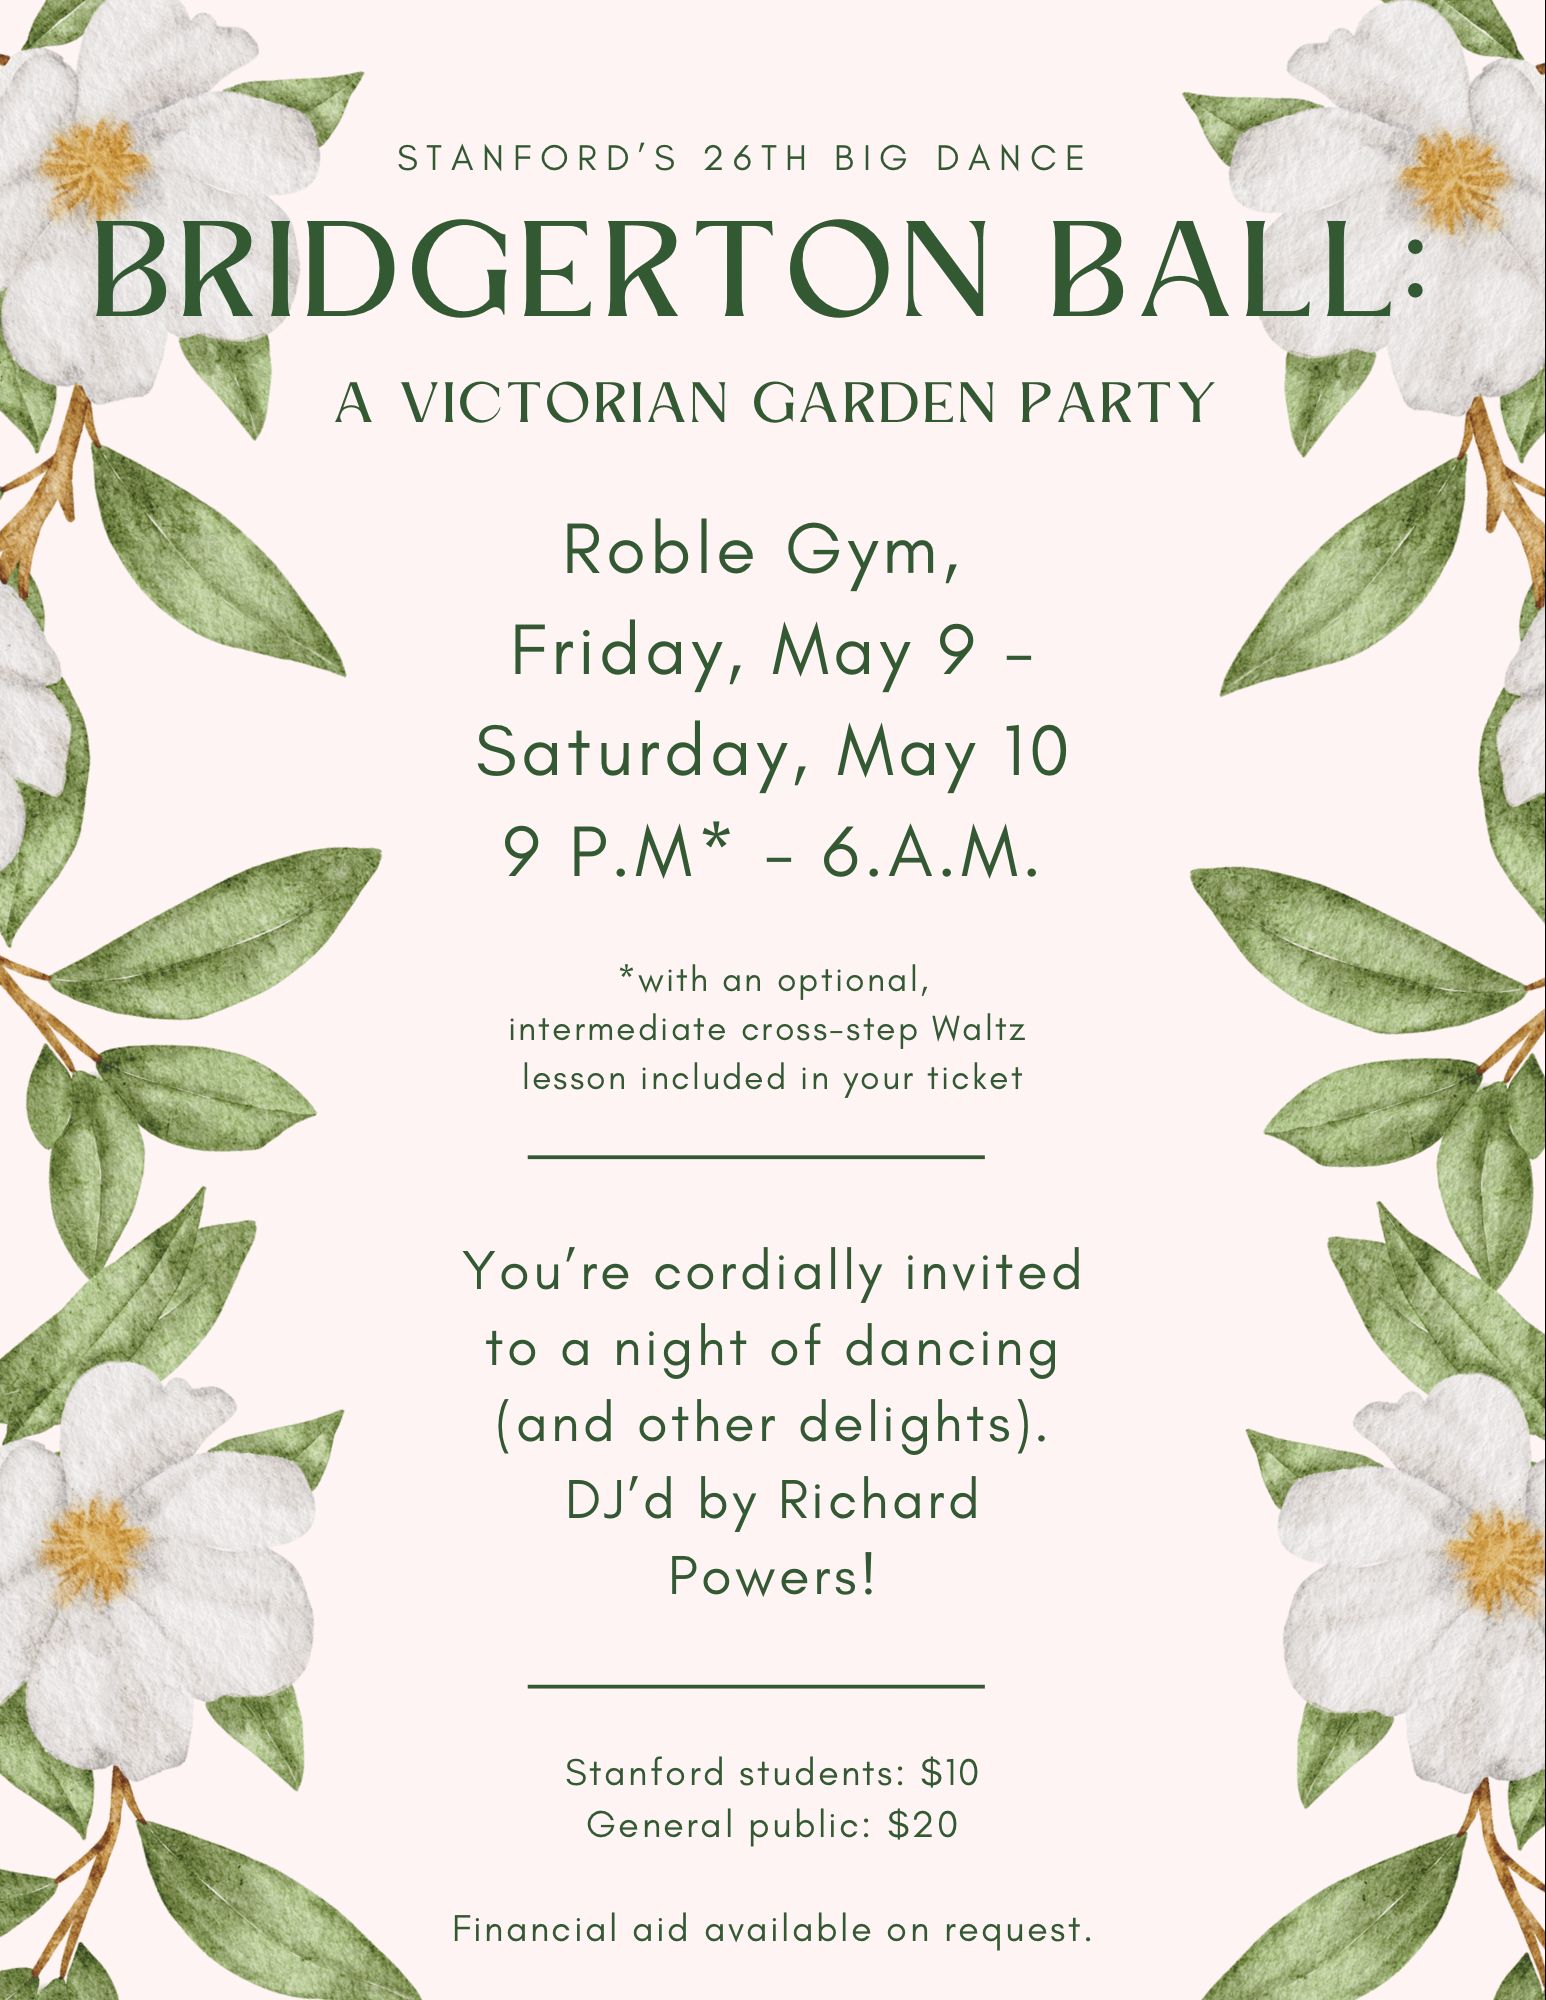 STANFORD'S 26TH BIG DANCE
BRIDGERTON BALL:
A VICTORIAN GARDEN PARTY
Roble Gym,
Friday, May 9 -
Saturday, May 10
9 P.M* - 6.A.M.
*with an optional,
intermediate cross-step Waltz
lesson included in your ticket
You're cordially invited
to a night of dancing
(and other delights).
DJ'd by Richard
Powers!
Stanford students: $10
General public: $20
Financial aid available on request.